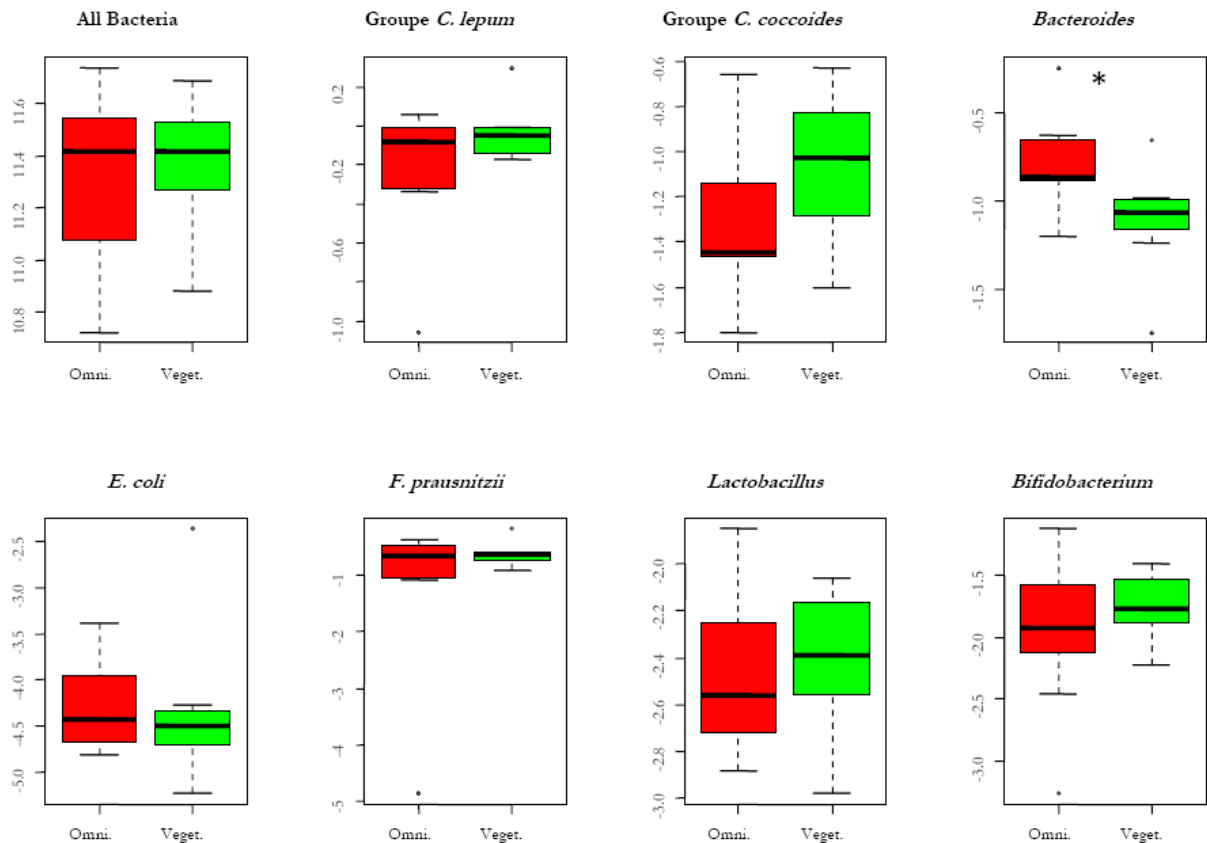 All Bacteria
Groupe C. lepum
Groupe C. coccoides
Bacteroides
11.6
11.4
11.2
11.0
10.8
Omni. Veget.
0.2
-0.2
-0.6
-1.0
Omni. Veget.
-0.6
-0.8
-1.0
-1.2
-1.4
-1.6
-1.8
Omni. Veget.
*
-0.5
-1.0
-1.5
Omni. Veget.
E. coli
F. prausnitzii
Lactobacillus
Bifidobacterium
-2.5
-3.0
-3.5
-4.0
-4.5
-5.0
Omni. Veget.
-1
-2
-3
-4
-5
Omni. Veget.
-2.0
-2.2
-2.4
-2.6
-2.8
-3.0
Omni. Veget.
-1.5
-2.0
-2.5
-3.0
Omni. Veget.